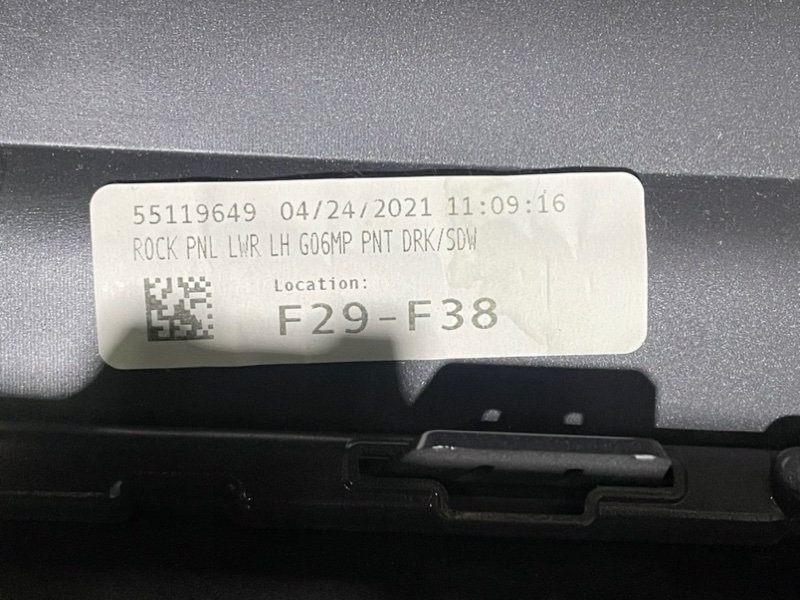 55119649 04/24/2021 11:09:16
ROCK PNL LWR LH G06MP PNT DRK/SDW
Location:
F29-F38